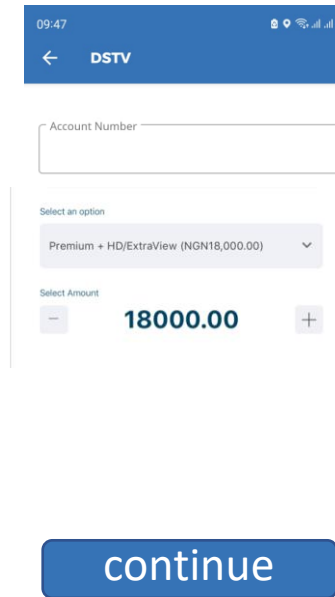 09:47
DSTV
Account Number
Select an option
Premium + HD/ExtraView (NGN18,000.00)
Select Amount
18000.00
continue